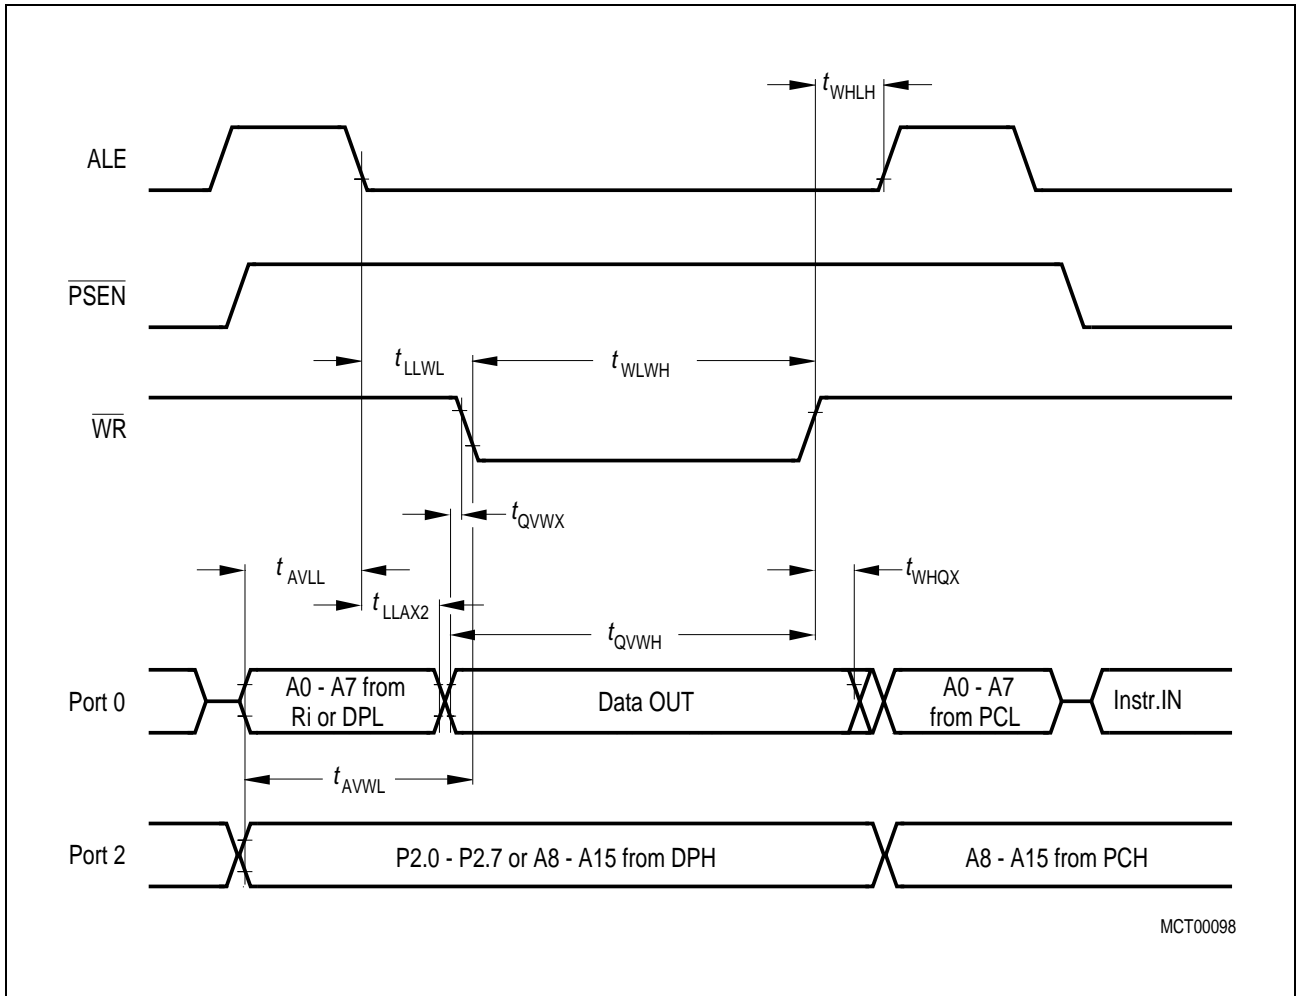 tWHLH
ALE
PSEN
tLLWL
tWLWH
WR
tQVWX
tAVLL
tWHQX
tLLAX2
tQVWH
Port 0
A0 - A7 from
Ri or DPL
Data OUT
A0 - A7
from PCL
Instr.IN
tAVWL
Port 2
P2.0 - P2.7 or A8 - A15 from DPH
A8 - A15 from PCH
MCT00098